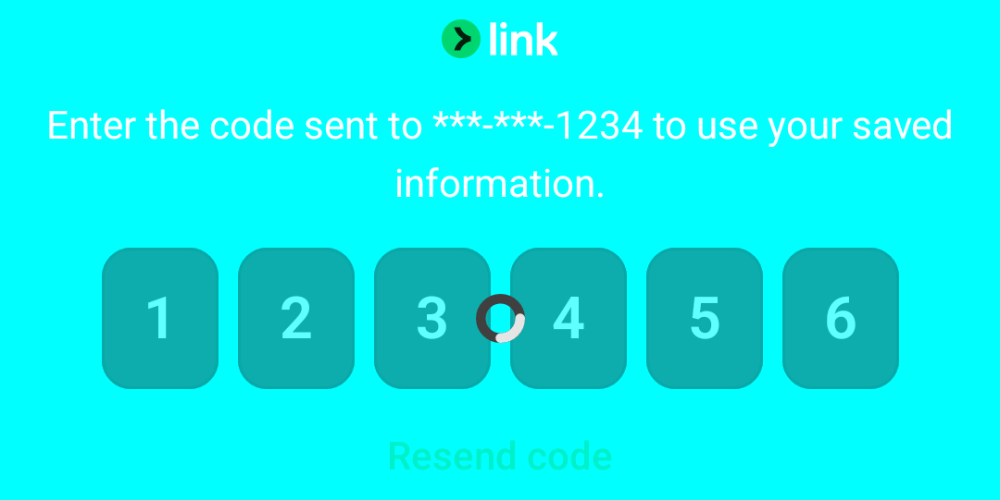 link
Enter the code sent to ***-***-1234 to use your saved
information.
1 2 3 4 5 6
Resend code